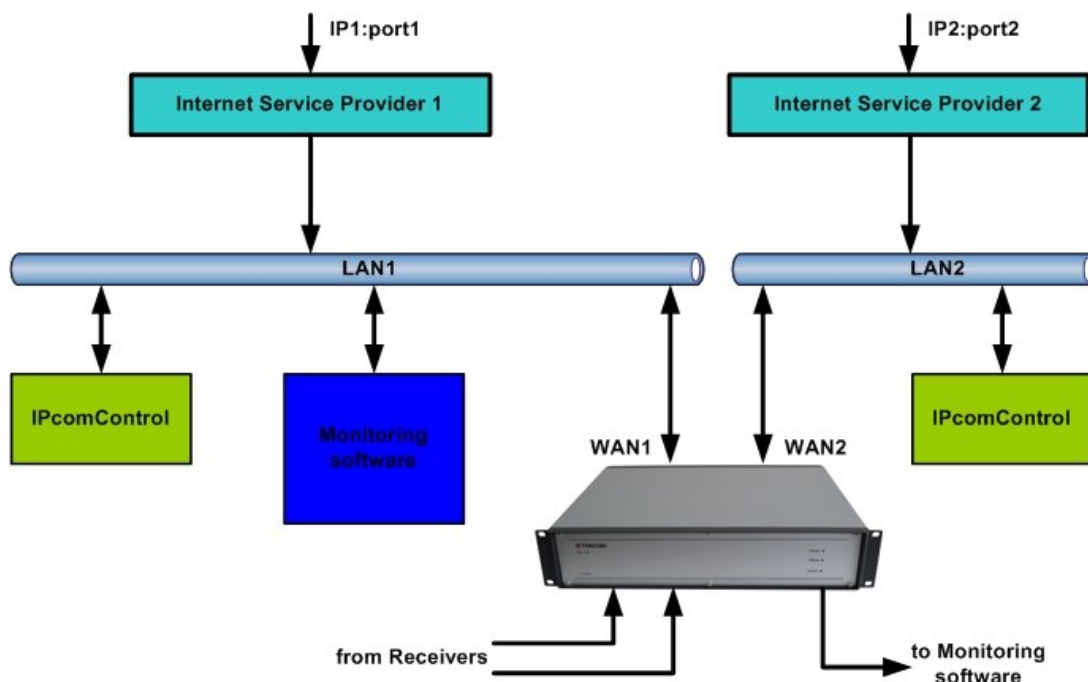 IP1:port1
IP2:port2
Internet Service Provider 1
Internet Service Provider 2
LAN1
LAN2
IPcomControl
Monitoring
software
IPcomControl
WAN1
WAN2
from Receivers
to Monitoring
software